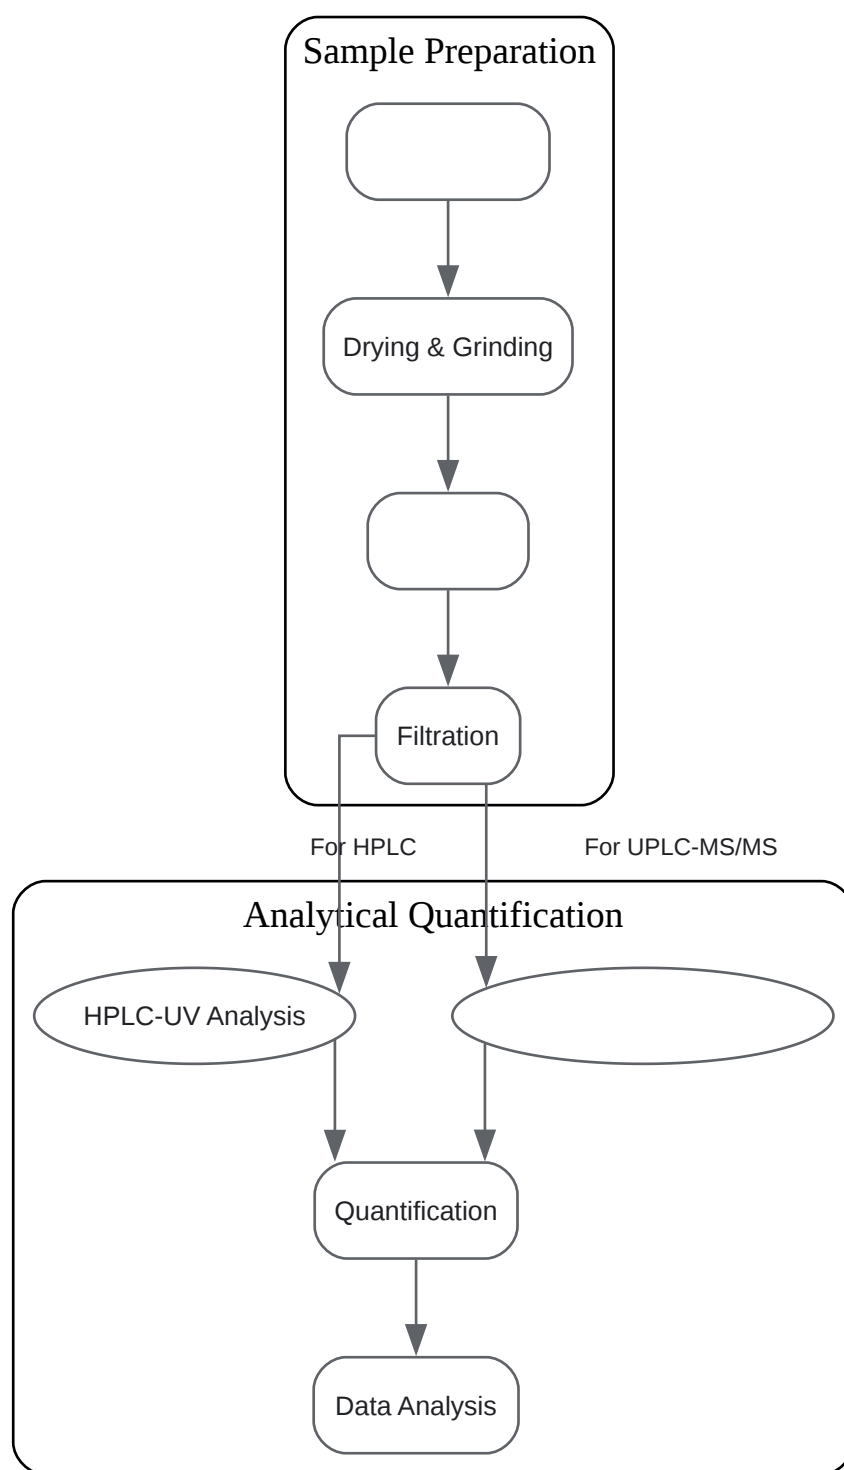 Sample Preparation
Drying & Grinding
Filtration
For HPLC
For UPLC-MS/MS
Analytical Quantification
HPLC-UV Analysis
Quantification
Data Analysis